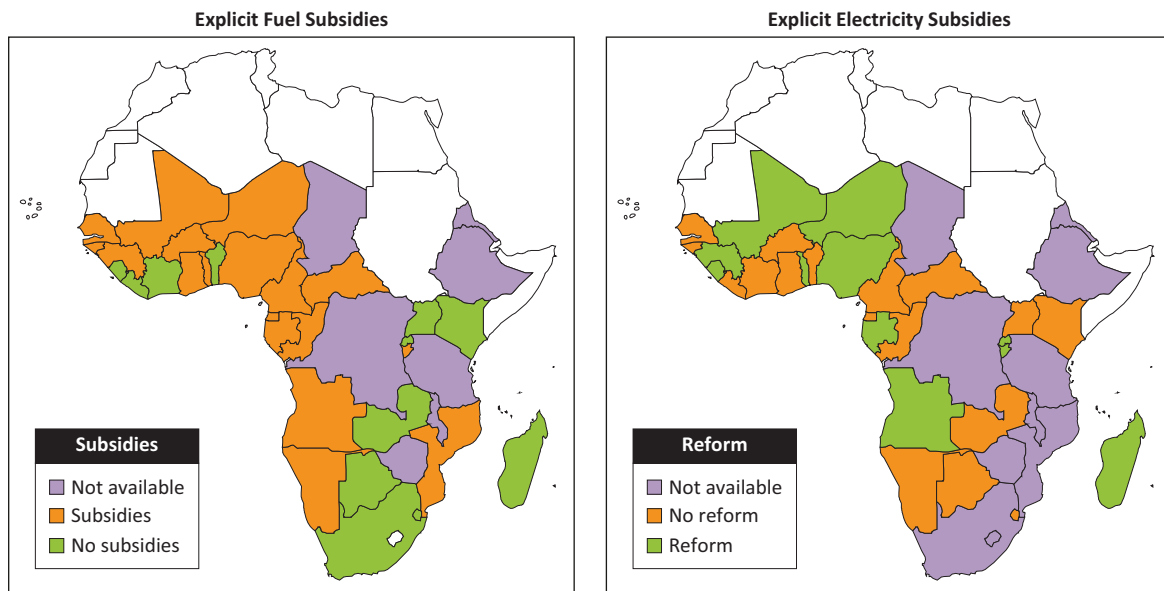 Explicit Fuel Subsidies
Subsidies
Not available
Subsidies
No subsidies
Explicit Electricity Subsidies
Reform
Not available
No reform
Reform